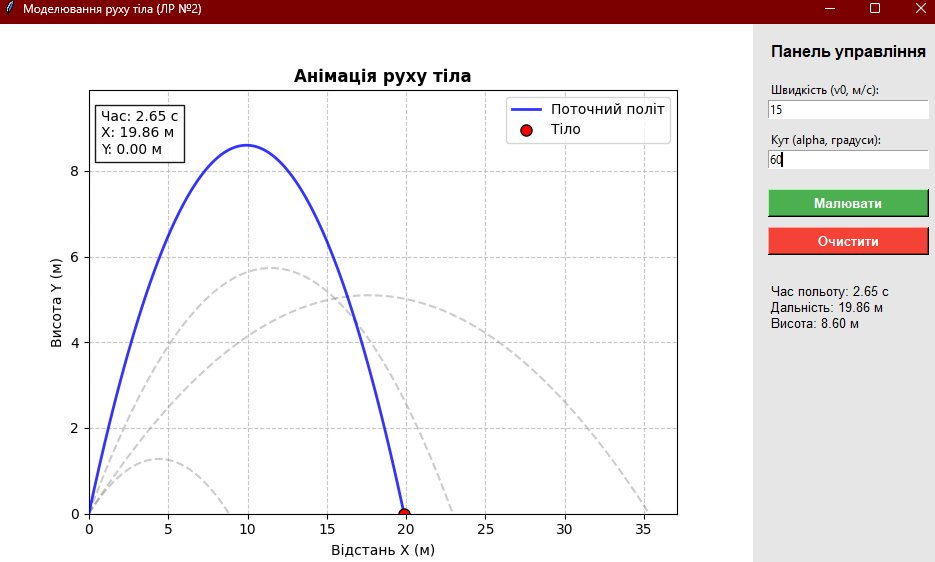 Моделювання руху тіла (ЛР №2)
Анімація руху тіла
Час: 2.65 с
X: 19.86 м
Y: 0.00 м
Поточний політ
Тіло
8
6
4
2
0
0 5 10 15 20 25 30 35
Висота Y (м)
Відстань X (м)
Панель управління
Швидкість (v0, м/с):
15
Кут (alpha, градуси):
60
Малювати
Очистити
Час польоту: 2.65 с
Дальність: 19.86 м
Висота: 8.60 м